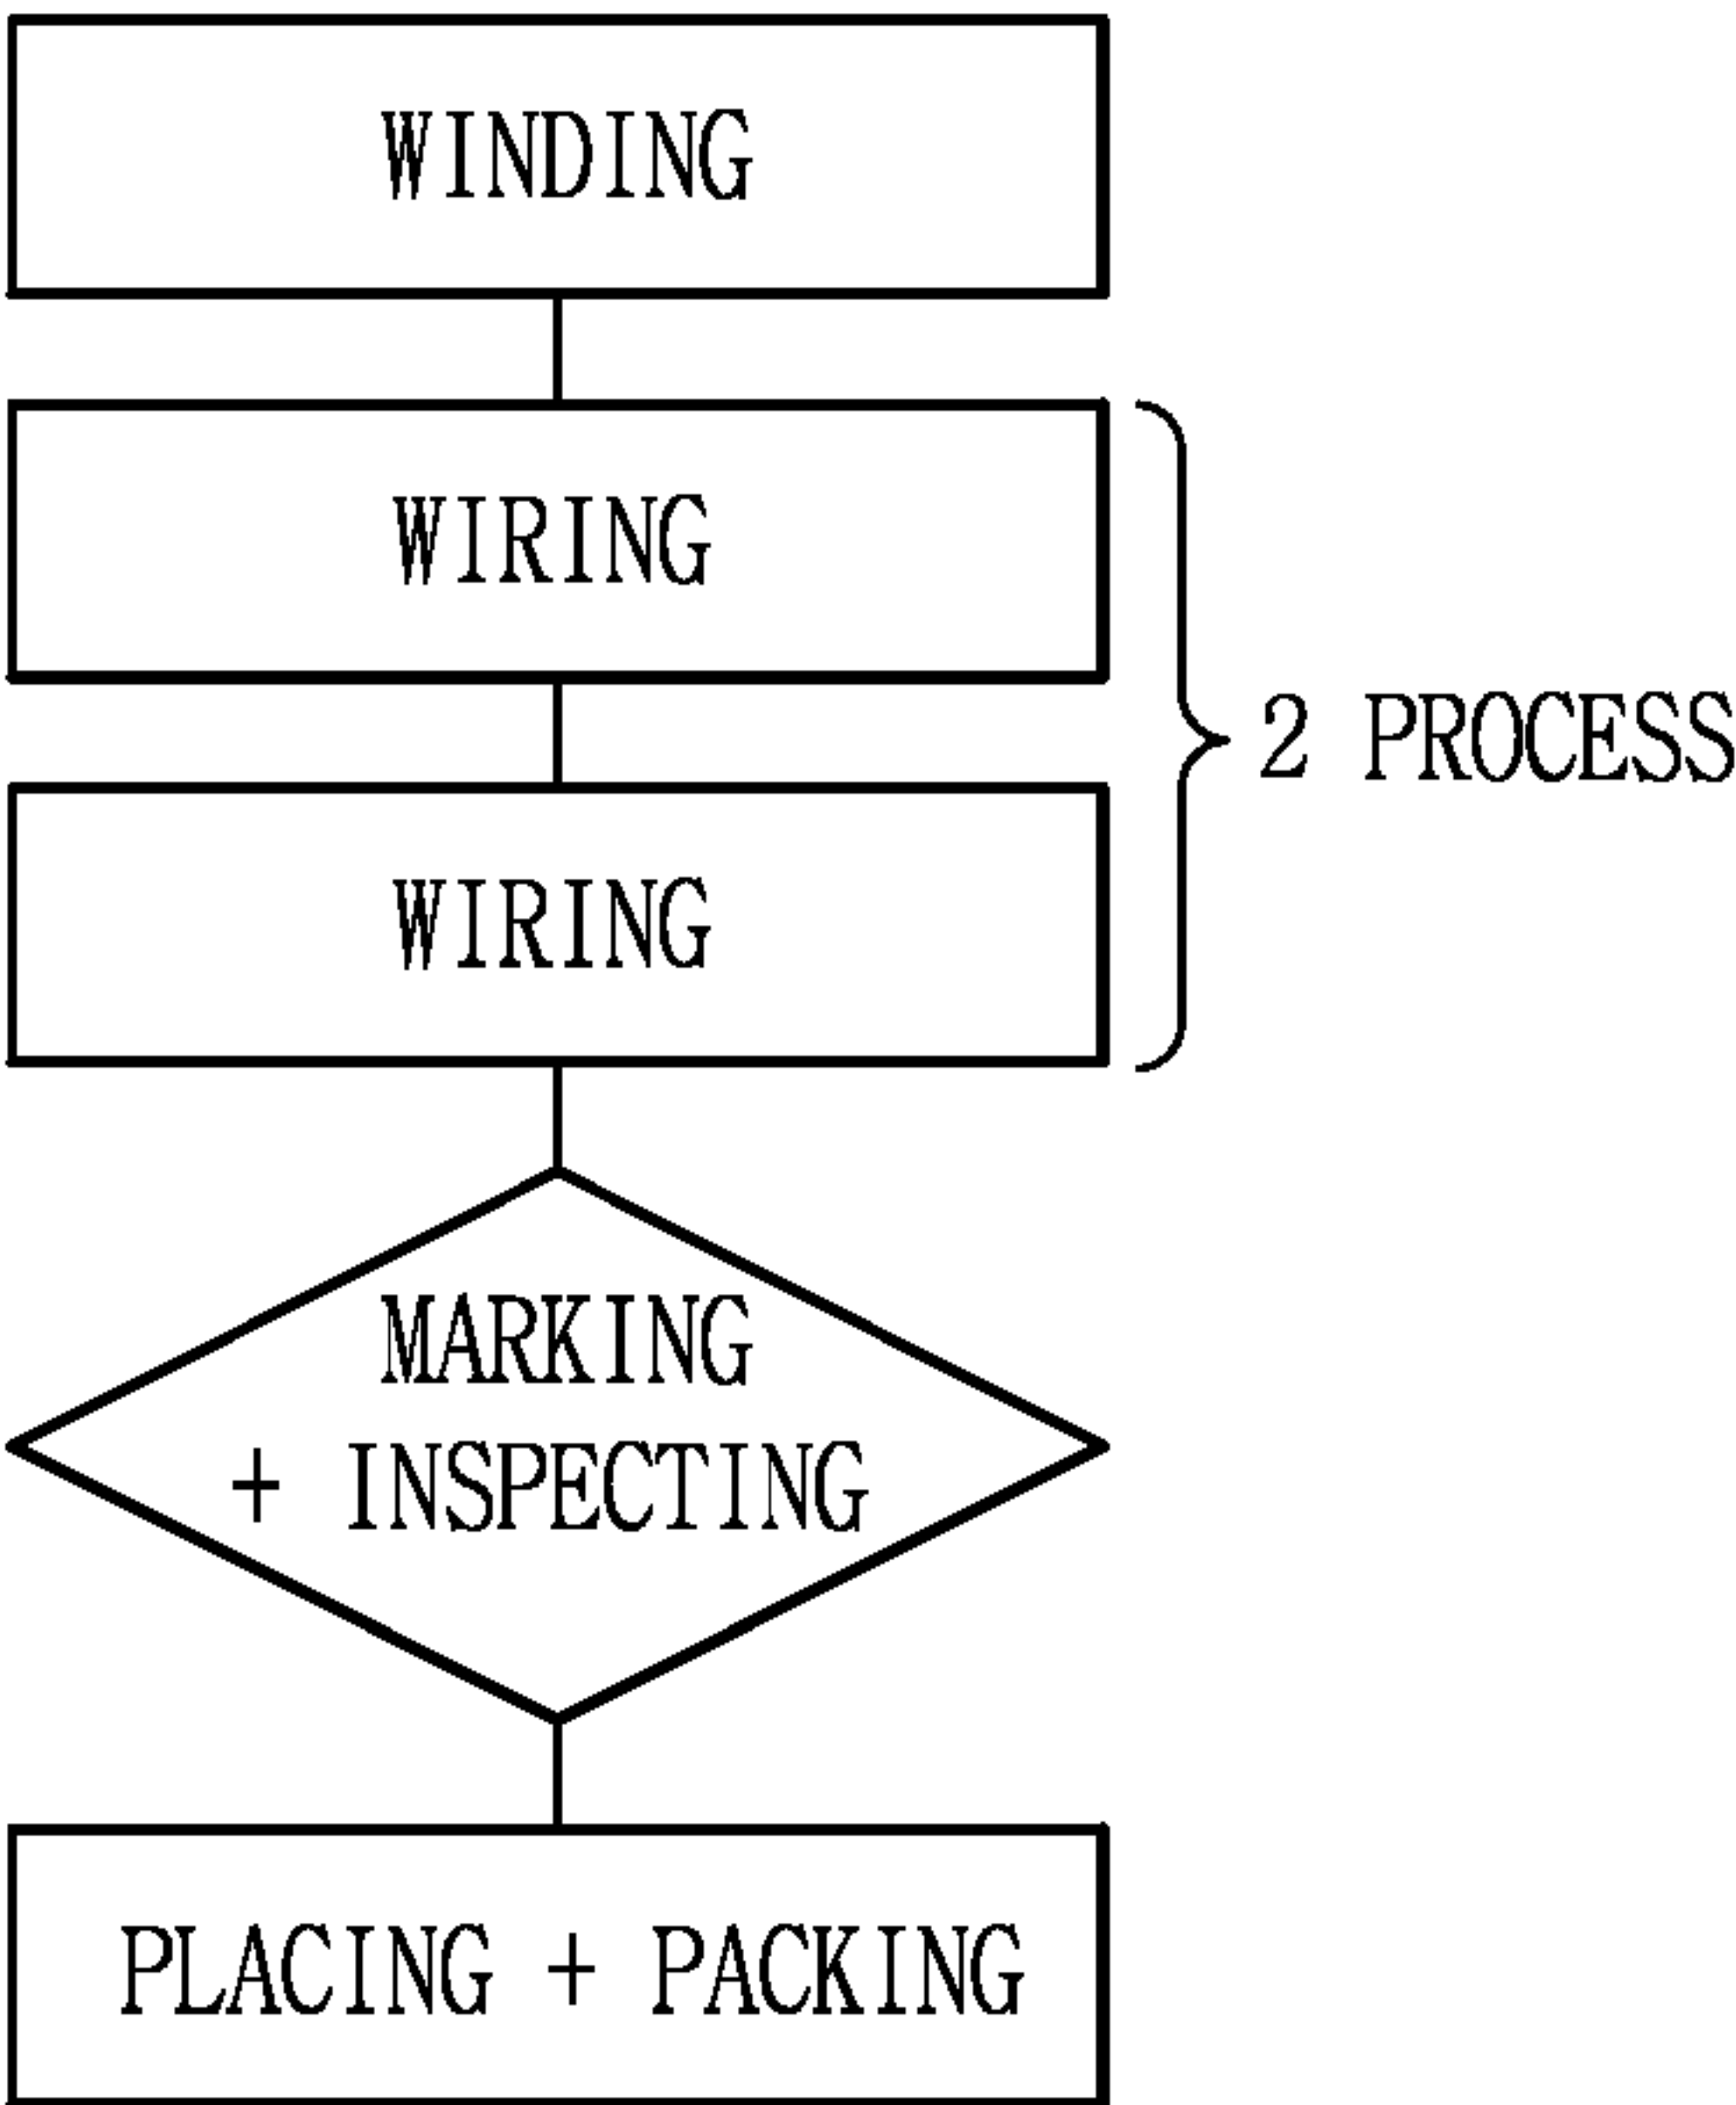 WINDING
WIRING
2 PROCESS
WIRING
MARKING
+ INSPECTING
PLACING + PACKING